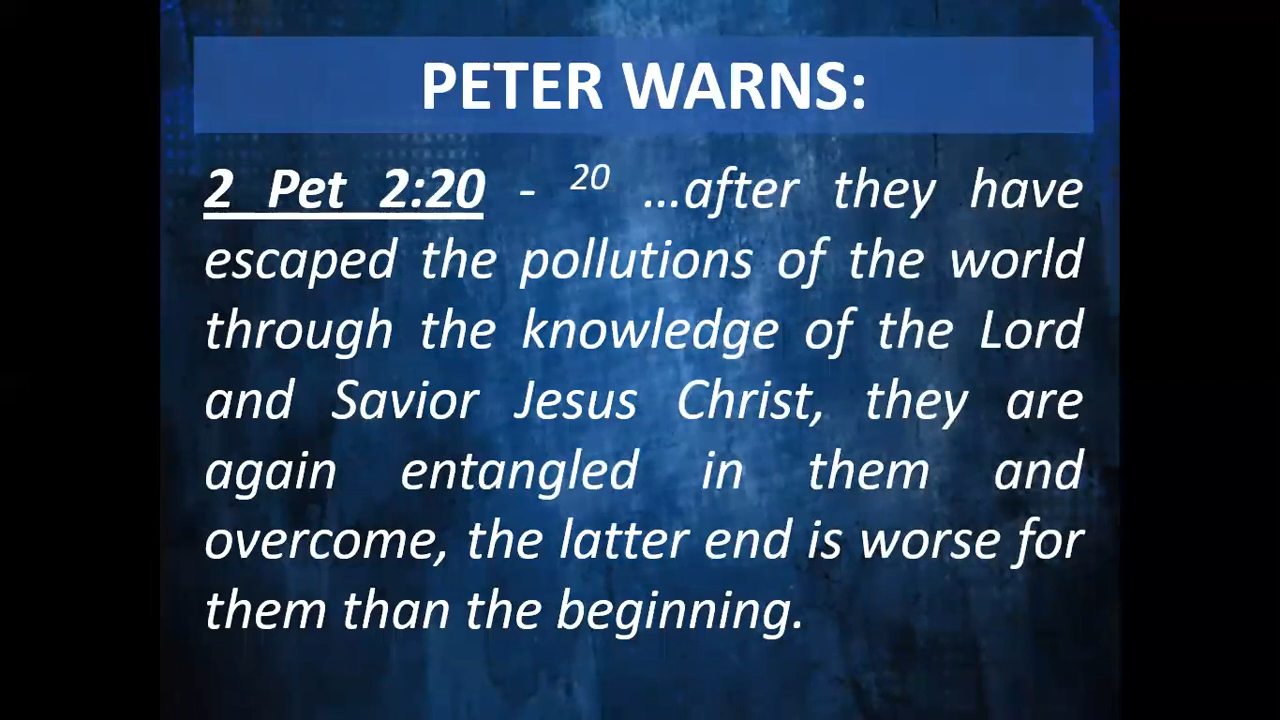 PETER WARNS:
2 Pet 2:20 - 20 …after they have
escaped the pollutions of the world
through the knowledge of the Lord
and Savior Jesus Christ, they are
again entangled in them and
overcome, the latter end is worse for
them than the beginning.